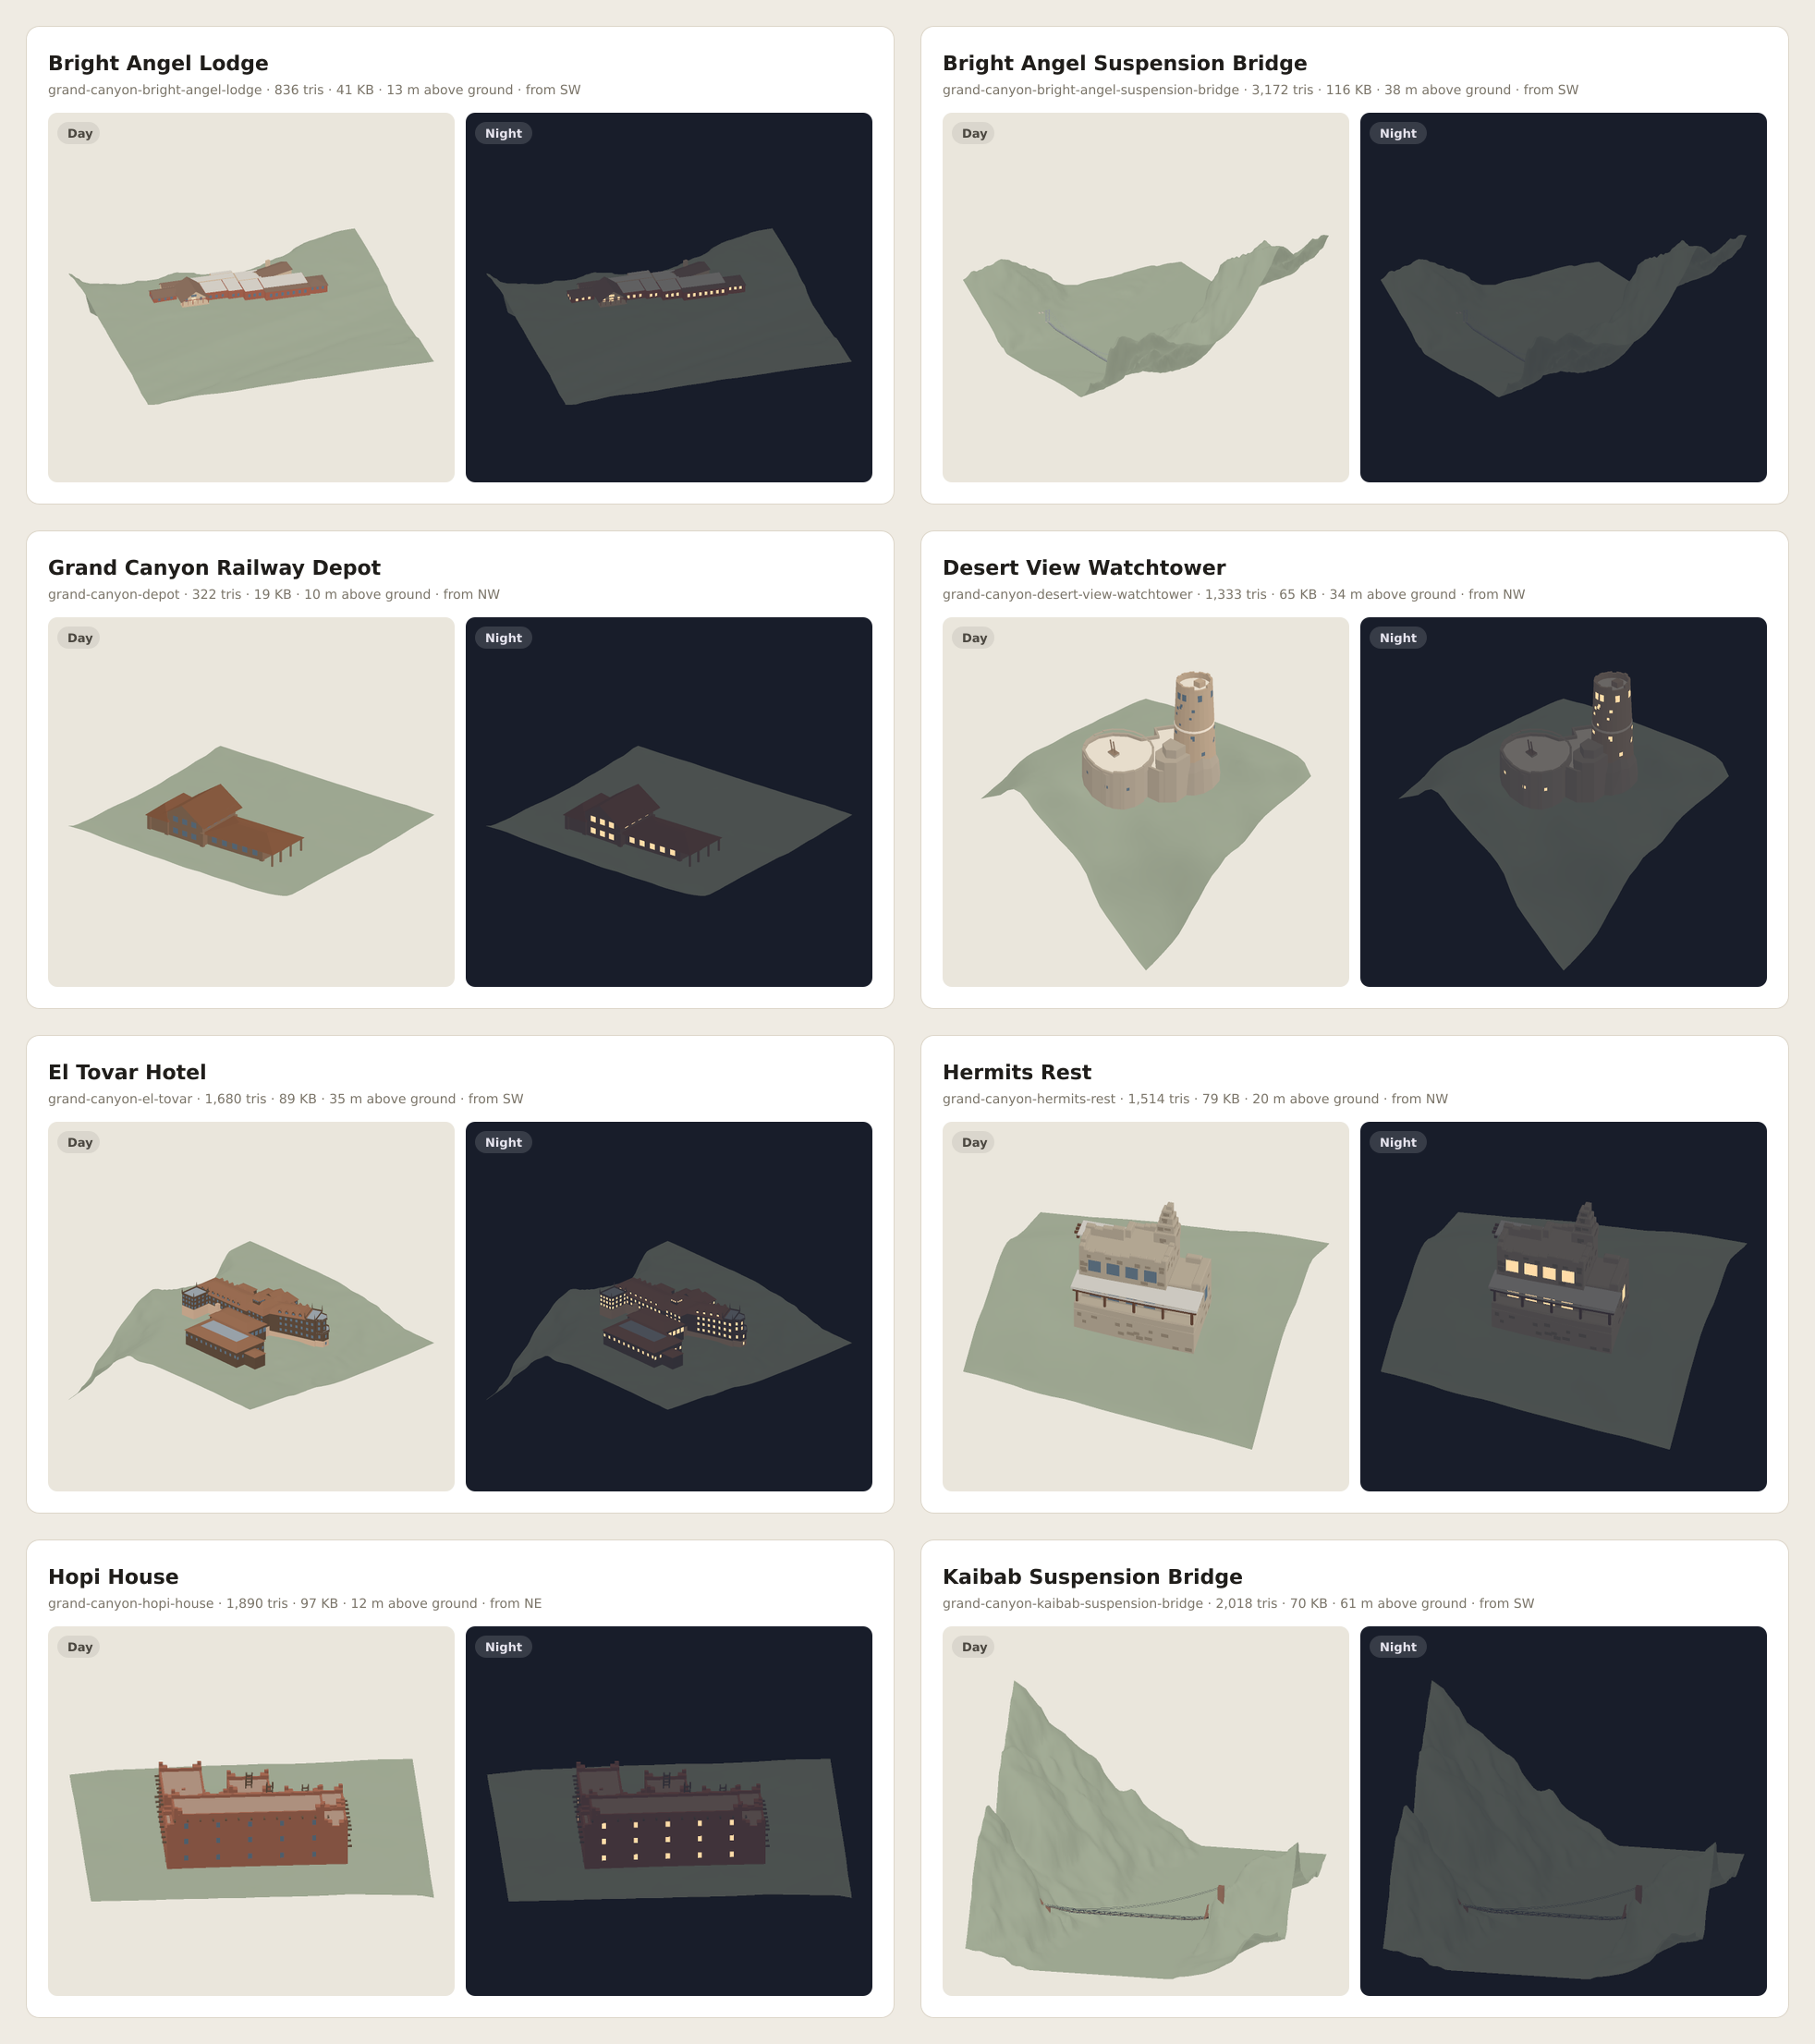 Bright Angel Lodge
grand-canyon-bright-angel-lodge · 836 tris · 41 KB · 13 m above ground · from SW
Day
Night
Bright Angel Suspension Bridge
grand-canyon-bright-angel-suspension-bridge · 3,172 tris · 116 KB · 38 m above ground · from SW
Day
Night
Grand Canyon Railway Depot
grand-canyon-depot · 322 tris · 19 KB · 10 m above ground · from NW
Day
Night
Desert View Watchtower
grand-canyon-desert-view-watchtower · 1,333 tris · 65 KB · 34 m above ground · from NW
Day
Night
El Tovar Hotel
grand-canyon-el-tovar · 1,680 tris · 89 KB · 35 m above ground · from SW
Day
Night
Hermits Rest
grand-canyon-hermits-rest · 1,514 tris · 79 KB · 20 m above ground · from NW
Day
Night
Hopi House
grand-canyon-hopi-house · 1,890 tris · 97 KB · 12 m above ground · from NE
Day
Night
Kaibab Suspension Bridge
grand-canyon-kaibab-suspension-bridge · 2,018 tris · 70 KB · 61 m above ground · from SW
Day
Night